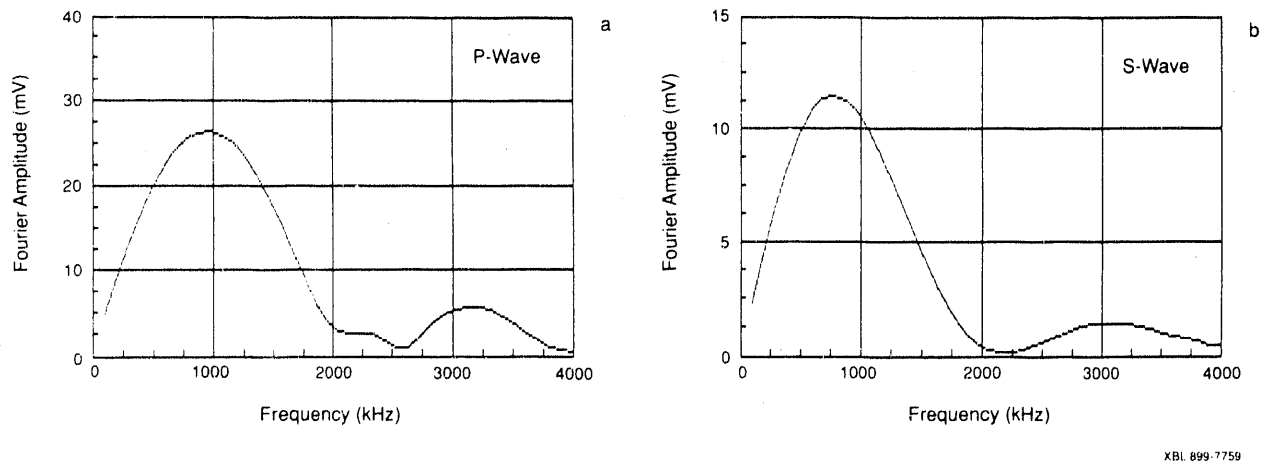 a
P-Wave
Fourier Amplitude (mV)
40
30
20
10
0
0 1000 2000 3000 4000
Frequency (kHz)
b
S-Wave
Fourier Amplitude (mV)
15
10
5
0
0 1000 2000 3000 4000
Frequency (kHz)
XBL 899-7759